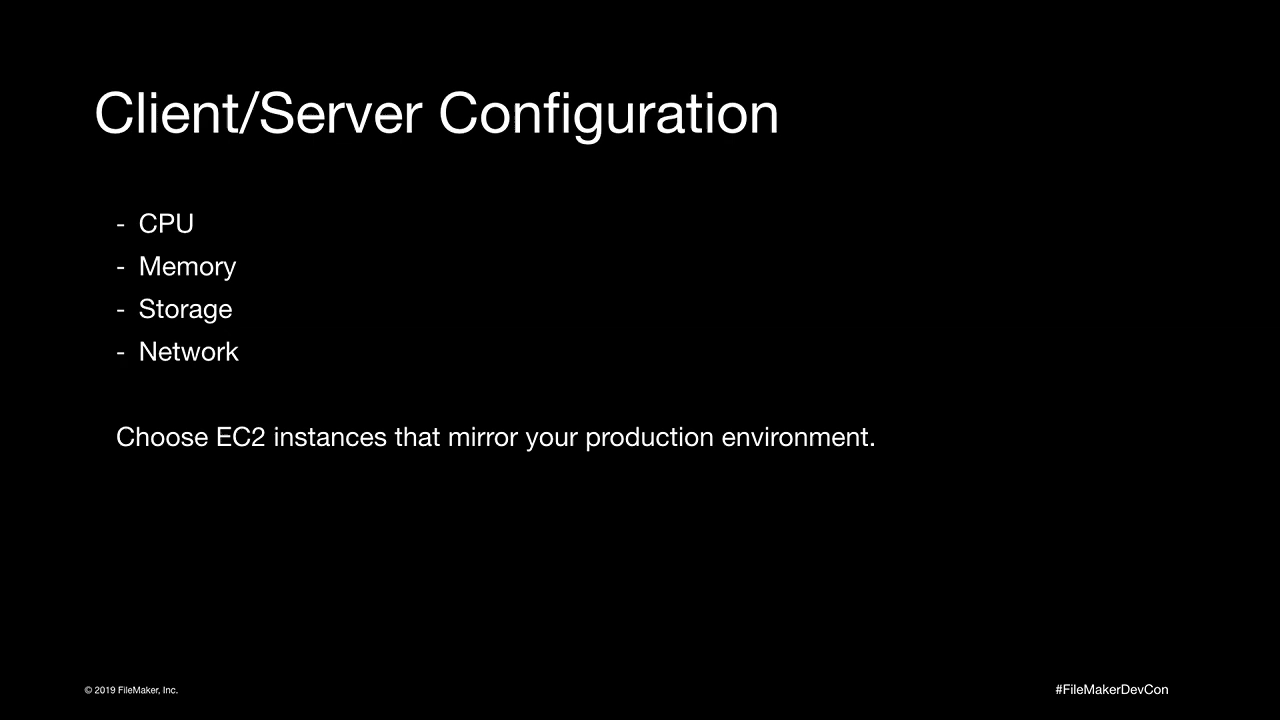 Client/Server Configuration
- CPU
- Memory
- Storage
- Network
Choose EC2 instances that mirror your production environment.
© 2019 FileMaker, Inc.
#FileMakerDevCon